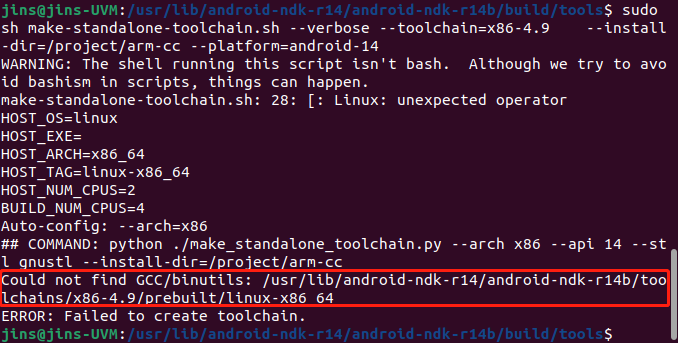 jins@jins-UVM:/usr/lib/android-ndk-r14/android-ndk-r14b/build/tools$ sudo
sh make-standalone-toolchain.sh --verbose --toolchain=x86-4.9    --install
-dir=/project/arm-cc --platform=android-14
WARNING: The shell running this script isn't bash.  Although we try to avo
id bashism in scripts, things can happen.
make-standalone-toolchain.sh: 28: [: Linux: unexpected operator
HOST_OS=linux
HOST_EXE=
HOST_ARCH=x86_64
HOST_TAG=linux-x86_64
HOST_NUM_CPUS=2
BUILD_NUM_CPUS=4
Auto-config: --arch=x86
## COMMAND: python ./make_standalone_toolchain.py --arch x86 --api 14 --st
l gnustl --install-dir=/project/arm-cc
Could not find GCC/binutils: /usr/lib/android-ndk-r14/android-ndk-r14b/too
lchains/x86-4.9/prebuilt/linux-x86_64
ERROR: Failed to create toolchain.
jins@jins-UVM:/usr/lib/android-ndk-r14/android-ndk-r14b/build/tools$